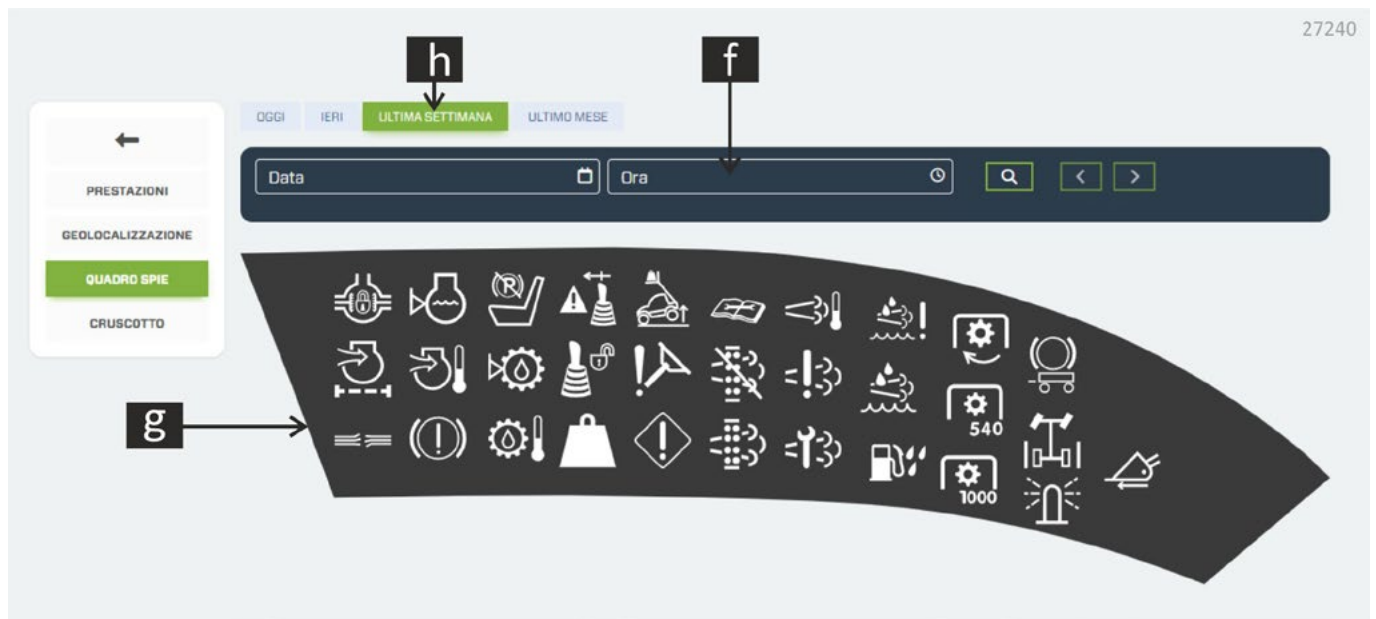 27240
h
f
OGGI IERI ULTIMA SETTIMANA ULTIMO MESE
Data Ora
PRESTAZIONI
GEOLOCALIZZAZIONE
QUADRO SPIE
CRUSCOTTO
P
g
540
1000